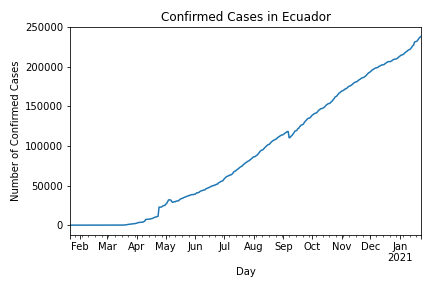 Confirmed Cases in Ecuador
Number of Confirmed Cases
250000
200000
150000
100000
50000
0
Feb Mar Apr May Jun Jul Aug Sep Oct Nov Dec Jan
2021
Day